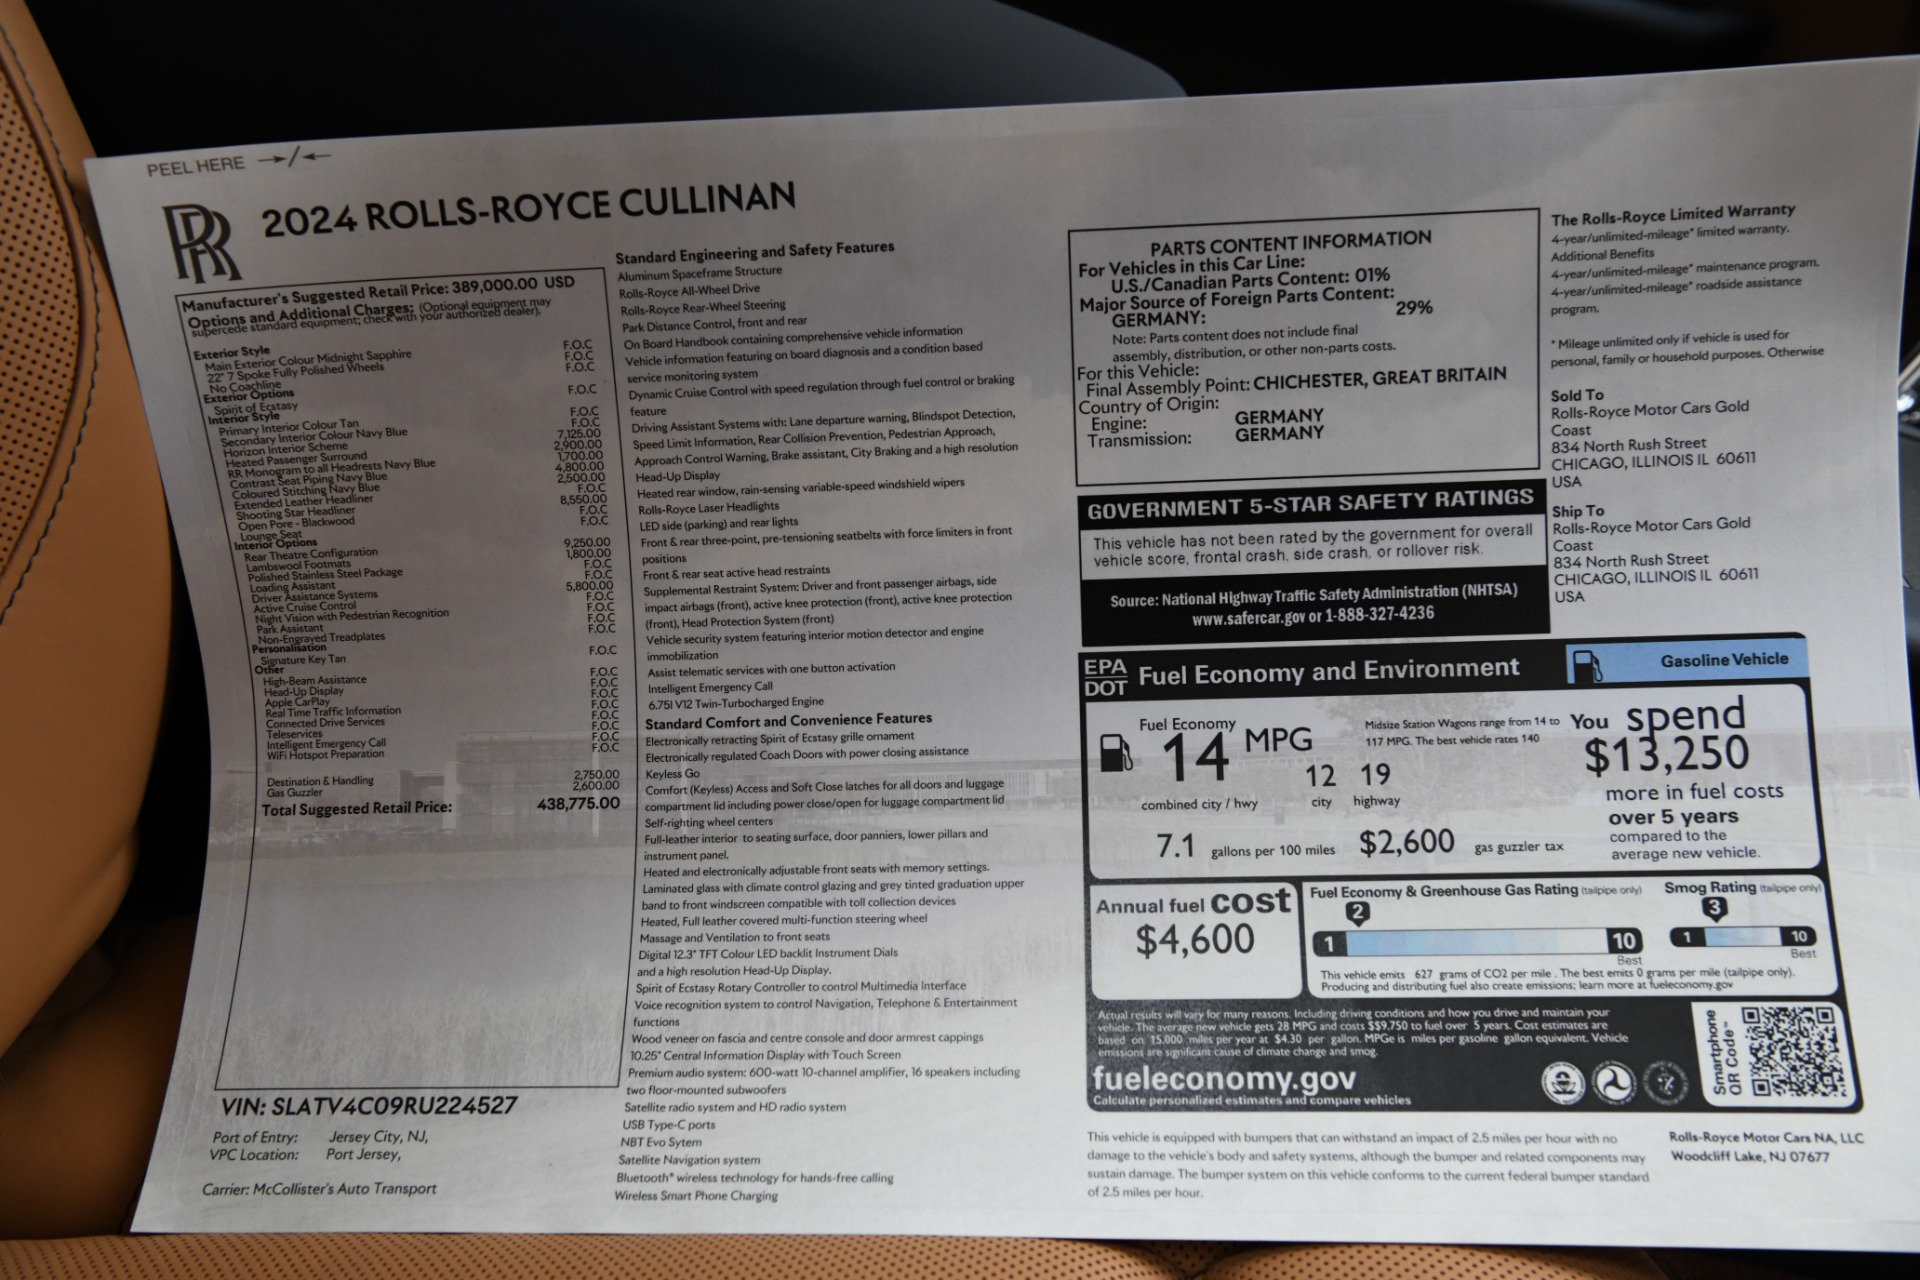 PEEL HERE →/←
RR
2024 ROLLS-ROYCE CULLINAN
Manufacturer's Suggested Retail Price: 389,000.00 USD
Options and Additional Charges: (Optional equipment may
supercede standard equipment; check with your authorized dealer).
Exterior Style
Main Exterior Colour Midnight Sapphire F.O.C
22" 7 Spoke Fully Polished Wheels F.O.C
No Coachline F.O.C
Exterior Options
Spirit of Ecstasy F.O.C
Interior Style
Primary Interior Colour Tan F.O.C
Secondary Interior Colour Navy Blue F.O.C
Horizon Interior Scheme 7,125.00
Heated Passenger Surround 2,900.00
RR Monogram to all Headrests Navy Blue 1,700.00
Contrast Seat Piping Navy Blue 4,800.00
Coloured Stitching Navy Blue 2,500.00
Extended Leather Headliner F.O.C
Shooting Star Headliner 8,550.00
Open Pore - Blackwood F.O.C
Lounge Seat F.O.C
Interior Options
Rear Theatre Configuration 9,250.00
Lambswool Footmats 1,800.00
Polished Stainless Steel Package F.O.C
Loading Assistant F.O.C
Driver Assistance Systems 5,800.00
Active Cruise Control F.O.C
Night Vision with Pedestrian Recognition F.O.C
Park Assistant F.O.C
Non-Engraved Treadplates F.O.C
Personalisation
Signature Key Tan F.O.C
Other
High-Beam Assistance F.O.C
Head-Up Display F.O.C
Apple CarPlay F.O.C
Real Time Traffic Information F.O.C
Connected Drive Services F.O.C
Teleservices F.O.C
Intelligent Emergency Call F.O.C
WiFi Hotspot Preparation F.O.C
Destination & Handling 2,750.00
Gas Guzzler 2,600.00
Total Suggested Retail Price: 438,775.00
VIN: SLATV4C09RU224527
Port of Entry: Jersey City, NJ,
VPC Location: Port Jersey,
Carrier: McCollister's Auto Transport
Standard Engineering and Safety Features
Aluminum Spaceframe Structure
Rolls-Royce All-Wheel Drive
Rolls-Royce Rear-Wheel Steering
Park Distance Control, front and rear
On Board Handbook containing comprehensive vehicle information
Vehicle information featuring on board diagnosis and a condition based
service monitoring system
Dynamic Cruise Control with speed regulation through fuel control or braking
feature
Driving Assistant Systems with: Lane departure warning, Blindspot Detection,
Speed Limit Information, Rear Collision Prevention, Pedestrian Approach,
Approach Control Warning, Brake assistant, City Braking and a high resolution
Head-Up Display
Heated rear window, rain-sensing variable-speed windshield wipers
Rolls-Royce Laser Headlights
LED side (parking) and rear lights
Front & rear three-point, pre-tensioning seatbelts with force limiters in front
positions
Front & rear seat active head restraints
Supplemental Restraint System: Driver and front passenger airbags, side
impact airbags (front), active knee protection (front), active knee protection
(front), Head Protection System (front)
Vehicle security system featuring interior motion detector and engine
immobilization
Assist telematic services with one button activation
Intelligent Emergency Call
6.75l V12 Twin-Turbocharged Engine
Standard Comfort and Convenience Features
Electronically retracting Spirit of Ecstasy grille ornament
Electronically regulated Coach Doors with power closing assistance
Keyless Go
Comfort (Keyless) Access and Soft Close latches for all doors and luggage
compartment lid including power close/open for luggage compartment lid
Self-righting wheel centers
Full-leather interior to seating surface, door panniers, lower pillars and
instrument panel.
Heated and electronically adjustable front seats with memory settings.
Laminated glass with climate control glazing and grey tinted graduation upper
band to front windscreen compatible with toll collection devices
Heated, Full leather covered multi-function steering wheel
Massage and Ventilation to front seats
Digital 12.3" TFT Colour LED backlit Instrument Dials
and a high resolution Head-Up Display.
Spirit of Ecstasy Rotary Controller to control Multimedia Interface
Voice recognition system to control Navigation, Telephone & Entertainment
functions
Wood veneer on fascia and centre console and door armrest cappings
10.25" Central Information Display with Touch Screen
Premium audio system: 600-watt 10-channel amplifier, 16 speakers including
two floor-mounted subwoofers
Satellite radio system and HD radio system
USB Type-C ports
NBT Evo Sytem
Satellite Navigation system
Bluetooth® wireless technology for hands-free calling
Wireless Smart Phone Charging
PARTS CONTENT INFORMATION
For Vehicles in this Car Line:
U.S./Canadian Parts Content: 01%
Major Source of Foreign Parts Content:
GERMANY: 29%
Note: Parts content does not include final
assembly, distribution, or other non-parts costs.
For this Vehicle:
Final Assembly Point: CHICHESTER, GREAT BRITAIN
Country of Origin:
Engine: GERMANY
Transmission: GERMANY
GOVERNMENT 5-STAR SAFETY RATINGS
This vehicle has not been rated by the government for overall
vehicle score, frontal crash, side crash, or rollover risk.
Source: National Highway Traffic Safety Administration (NHTSA)
www.safercar.gov or 1-888-327-4236
The Rolls-Royce Limited Warranty
4-year/unlimited-mileage* limited warranty.
Additional Benefits
4-year/unlimited-mileage* maintenance program.
4-year/unlimited-mileage* roadside assistance
program.
* Mileage unlimited only if vehicle is used for
personal, family or household purposes. Otherwise
Sold To
Rolls-Royce Motor Cars Gold
Coast
834 North Rush Street
CHICAGO, ILLINOIS IL 60611
USA
Ship To
Rolls-Royce Motor Cars Gold
Coast
834 North Rush Street
CHICAGO, ILLINOIS IL 60611
USA
EPA
DOT
Fuel Economy and Environment
Gasoline Vehicle
Fuel Economy
14 MPG
combined city / hwy
12 city
19 highway
Midsize Station Wagons range from 14 to
117 MPG. The best vehicle rates 140
7.1 gallons per 100 miles
$2,600 gas guzzler tax
You spend
$13,250
more in fuel costs
over 5 years
compared to the
average new vehicle.
Annual fuel cost
$4,600
Fuel Economy & Greenhouse Gas Rating (tailpipe only)
2
1 10
Best
Smog Rating (tailpipe only)
3
1 10
Best
This vehicle emits 627 grams of CO2 per mile . The best emits 0 grams per mile (tailpipe only).
Producing and distributing fuel also create emissions; learn more at fueleconomy.gov
Actual results will vary for many reasons. Including driving conditions and how you drive and maintain your
vehicle. The average new vehicle gets 28 MPG and costs $$9,750 to fuel over 5 years. Cost estimates are
based on 15,000 miles per year at $4.30 per gallon. MPGe is miles per gasoline gallon equivalent. Vehicle
emissions are significant cause of climate change and smog.
fueleconomy.gov
Calculate personalized estimates and compare vehicles
Smartphone
QR Code™
This vehicle is equipped with bumpers that can withstand an impact of 2.5 miles per hour with no
damage to the vehicle's body and safety systems, although the bumper and related components may
sustain damage. The bumper system on this vehicle conforms to the current federal bumper standard
of 2.5 miles per hour.
Rolls-Royce Motor Cars NA, LLC
Woodcliff Lake, NJ 07677